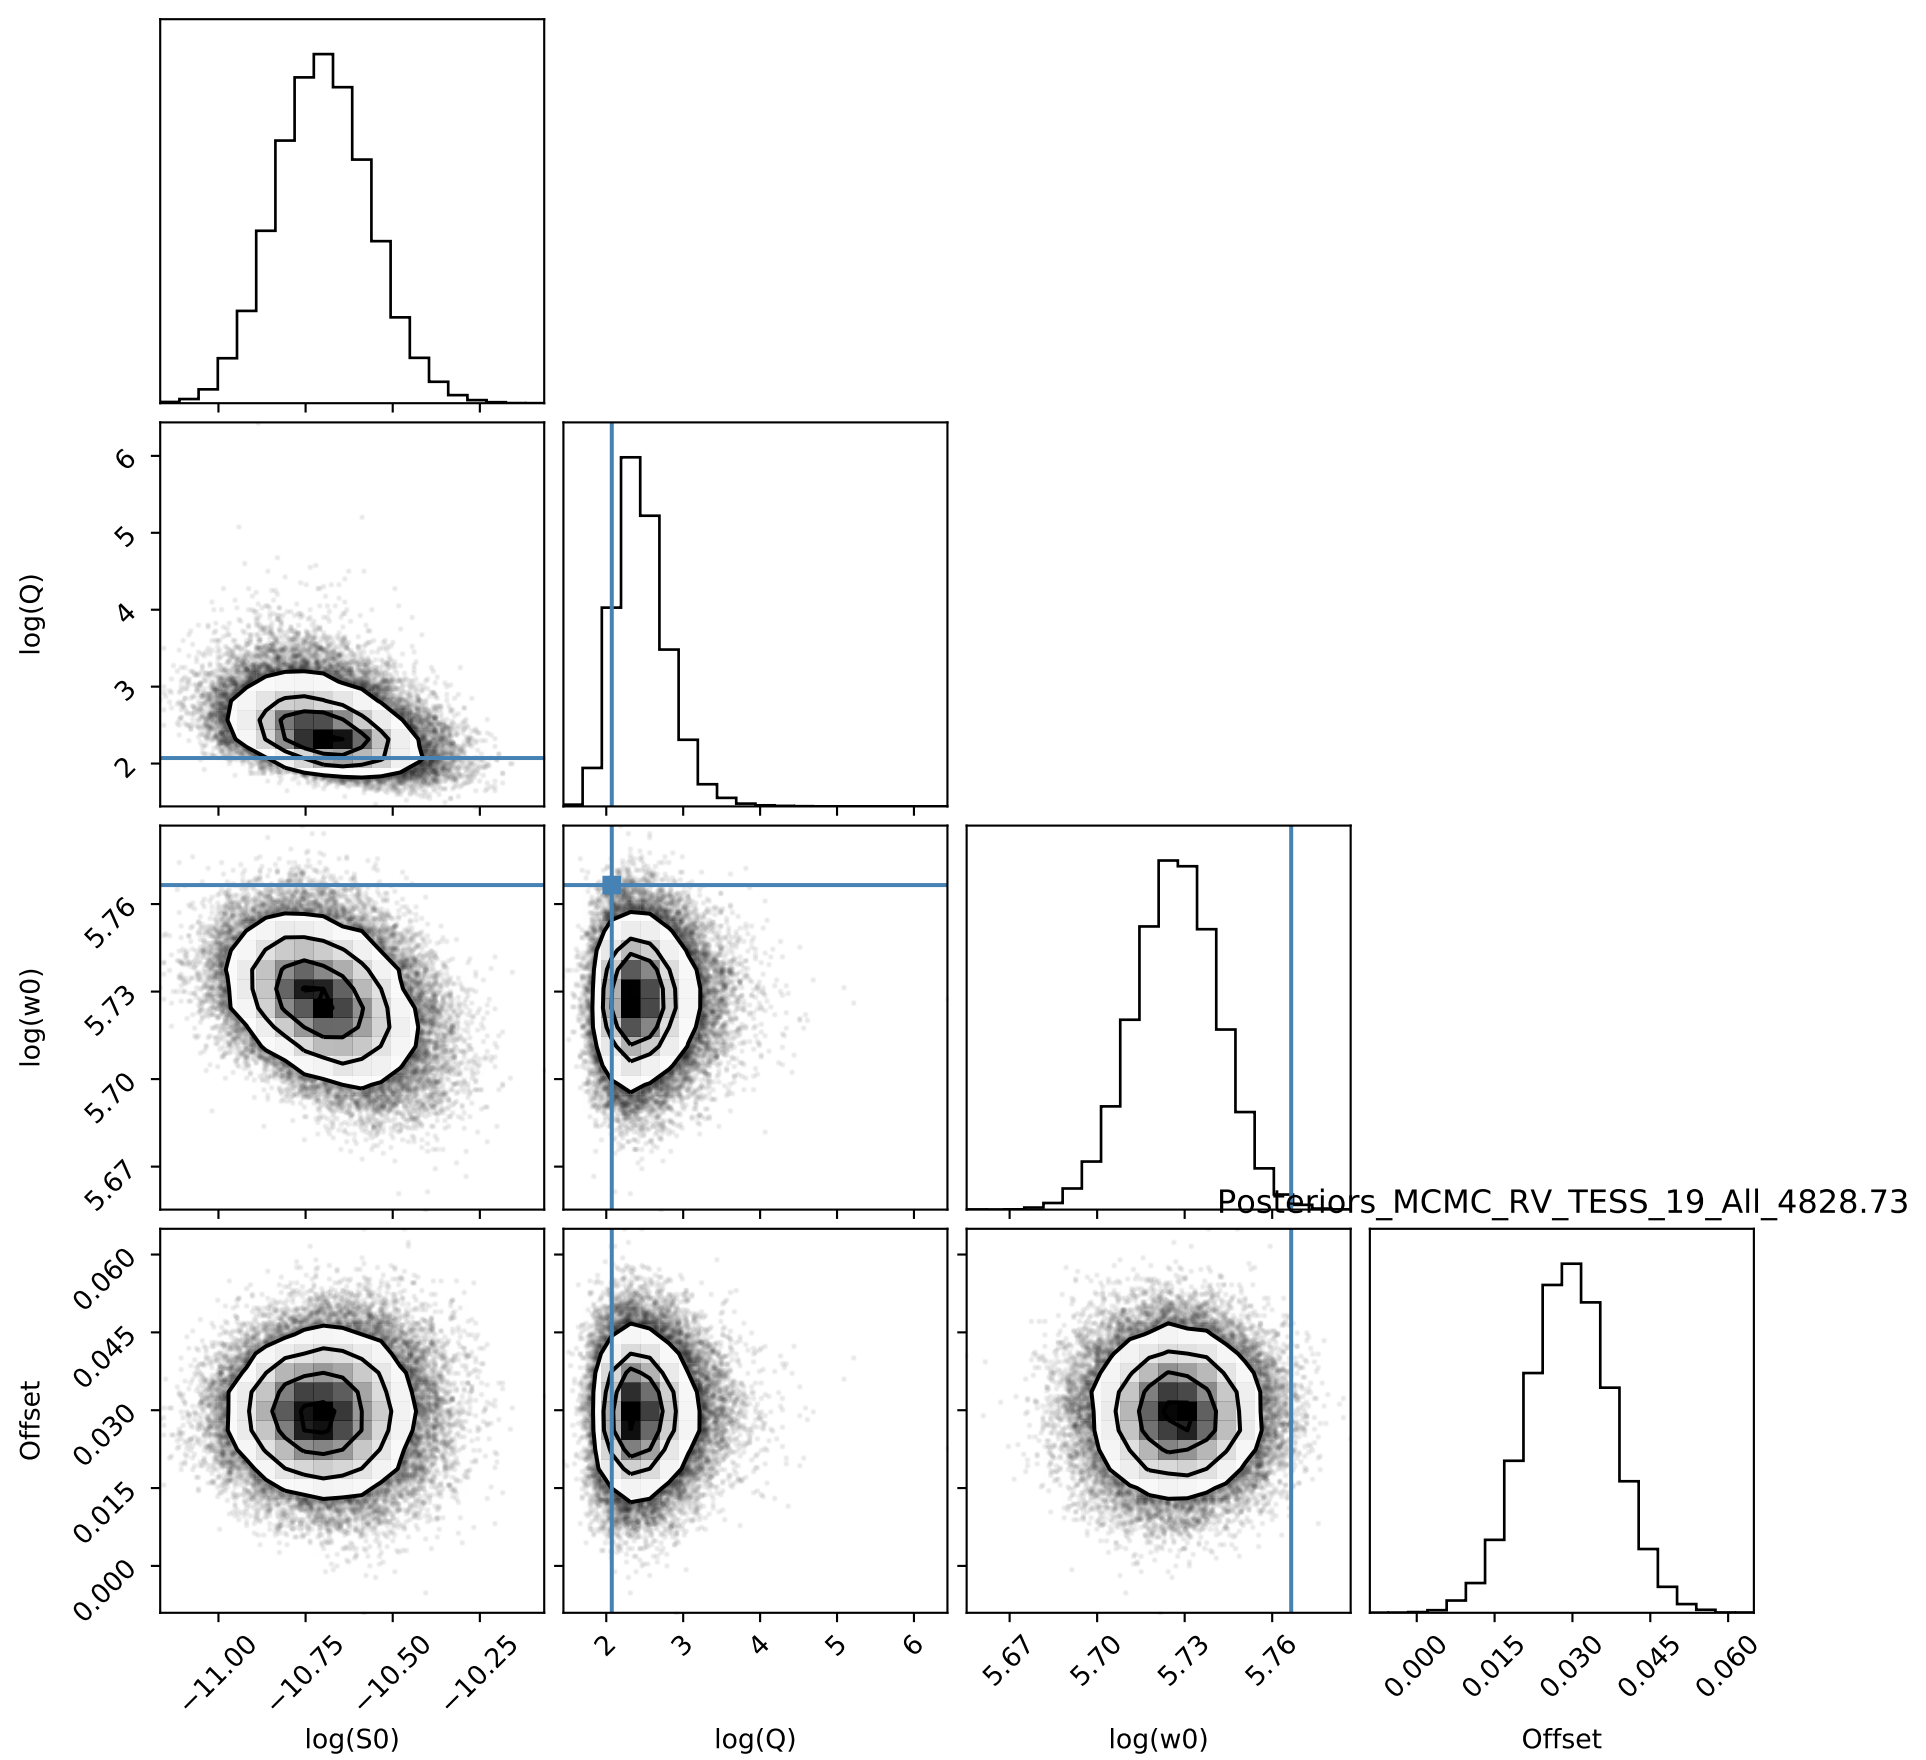 6
5
4
3
2
log(Q)
5.76
5.73
5.70
5.67
log(w0)
Posteriors_MCMC_RV_TESS_19_All_4828.73
0.060
0.045
0.030
0.015
0.000
Offset
−11.00 −10.75 −10.50 −10.25 2 3 4 5 6 5.67 5.70 5.73 5.76 0.000 0.015 0.030 0.045 0.060
log(S0) log(Q) log(w0) Offset